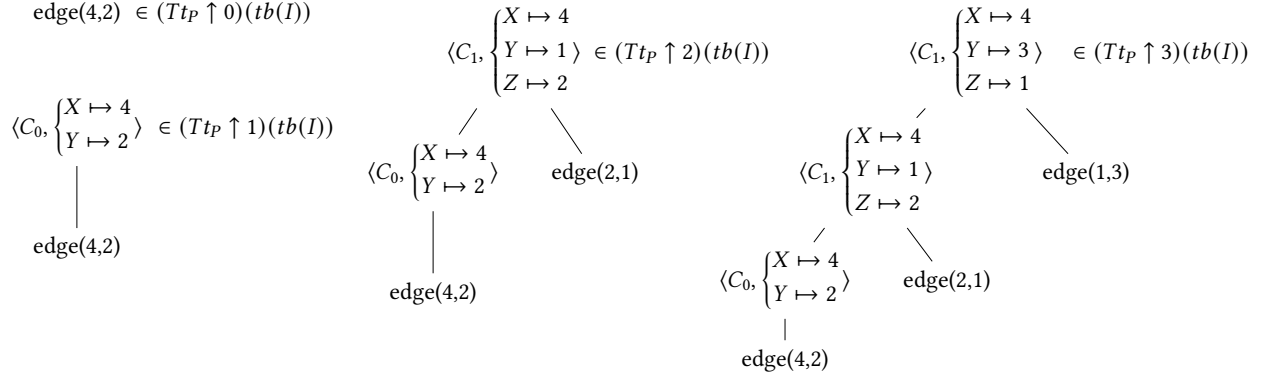 edge(4,2) ∈ (Tt_P ↑ 0)(tb(I))
⟨C_0, {X ↦ 4
Y ↦ 2⟩ ∈ (Tt_P ↑ 1)(tb(I))
edge(4,2)
⟨C_1, {X ↦ 4
Y ↦ 1⟩ ∈ (Tt_P ↑ 2)(tb(I))
Z ↦ 2
⟨C_0, {X ↦ 4
Y ↦ 2⟩
edge(2,1)
edge(4,2)
⟨C_1, {X ↦ 4
Y ↦ 3⟩ ∈ (Tt_P ↑ 3)(tb(I))
Z ↦ 1
⟨C_1, {X ↦ 4
Y ↦ 1⟩
Z ↦ 2
edge(1,3)
⟨C_0, {X ↦ 4
Y ↦ 2⟩
edge(2,1)
edge(4,2)